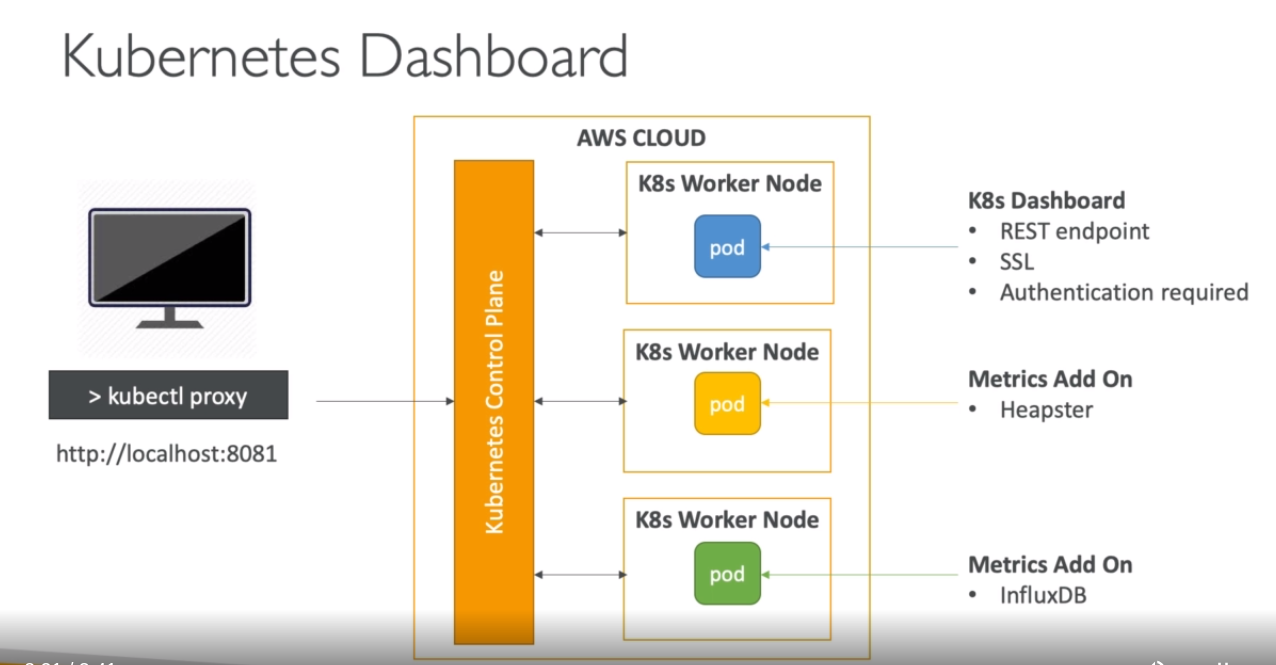 Kubernetes Dashboard
AWS CLOUD
Kubernetes Control Plane
K8s Worker Node
pod
K8s Dashboard
• REST endpoint
• SSL
• Authentication required
> kubectl proxy
http://localhost:8081
K8s Worker Node
pod
Metrics Add On
• Heapster
K8s Worker Node
pod
Metrics Add On
• InfluxDB